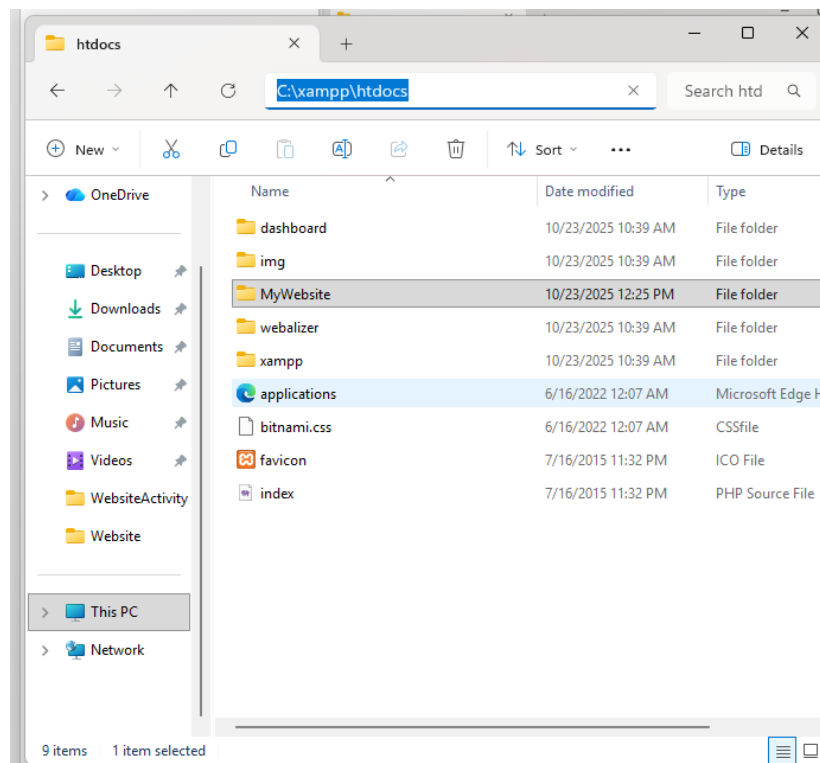 htdocs
C:\xampp\htdocs
Search htd
New
Sort
Details
Name Date modified Type
OneDrive
Desktop
Downloads
Documents
Pictures
Music
Videos
WebsiteActivity
Website
This PC
Network
dashboard 10/23/2025 10:39 AM File folder
img 10/23/2025 10:39 AM File folder
MyWebsite 10/23/2025 12:25 PM File folder
webalizer 10/23/2025 10:39 AM File folder
xampp 10/23/2025 10:39 AM File folder
applications 6/16/2022 12:07 AM Microsoft Edge H
bitnami.css 6/16/2022 12:07 AM CSSfile
favicon 7/16/2015 11:32 PM ICO File
index 7/16/2015 11:32 PM PHP Source File
9 items 1 item selected